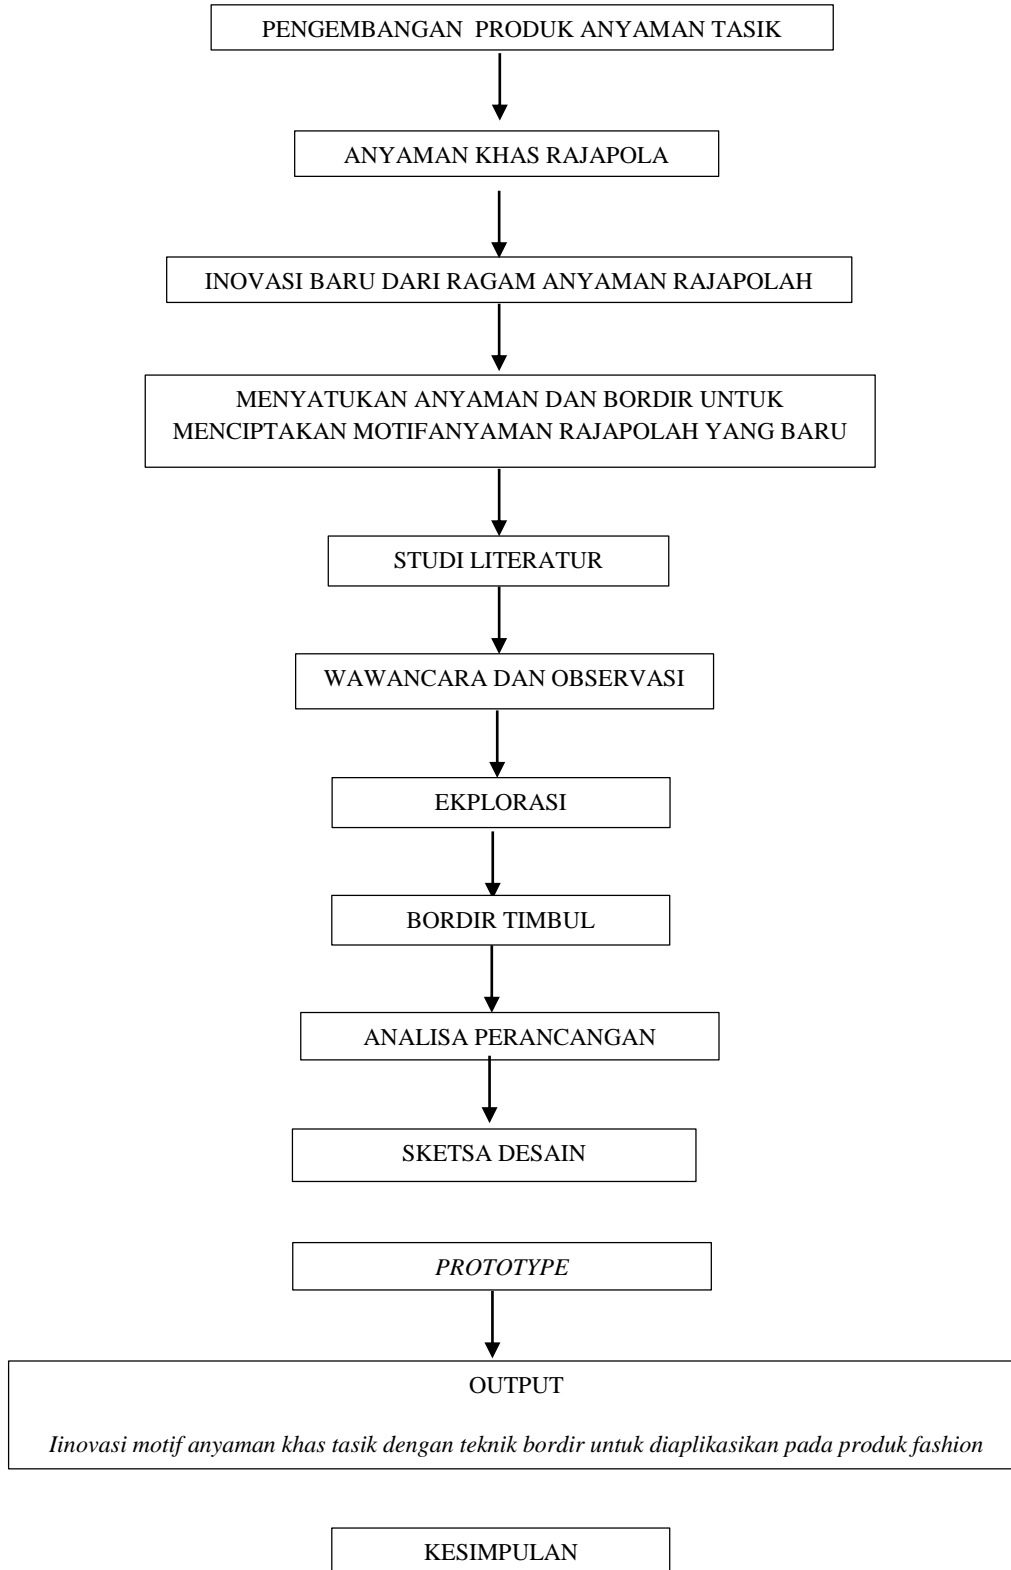 PENGEMBANGAN PRODUK ANYAMAN TASIK
ANYAMAN KHAS RAJAPOLA
INOVASI BARU DARI RAGAM ANYAMAN RAJAPOLAH
MENYATUKAN ANYAMAN DAN BORDIR UNTUK
MENCIPTAKAN MOTIFANYAMAN RAJAPOLAH YANG BARU
STUDI LITERATUR
WAWANCARA DAN OBSERVASI
EKPLORASI
BORDIR TIMBUL
ANALISA PERANCANGAN
SKETSA DESAIN
PROTOTYPE
OUTPUT
Iinovasi motif anyaman khas tasik dengan teknik bordir untuk diaplikasikan pada produk fashion
KESIMPULAN